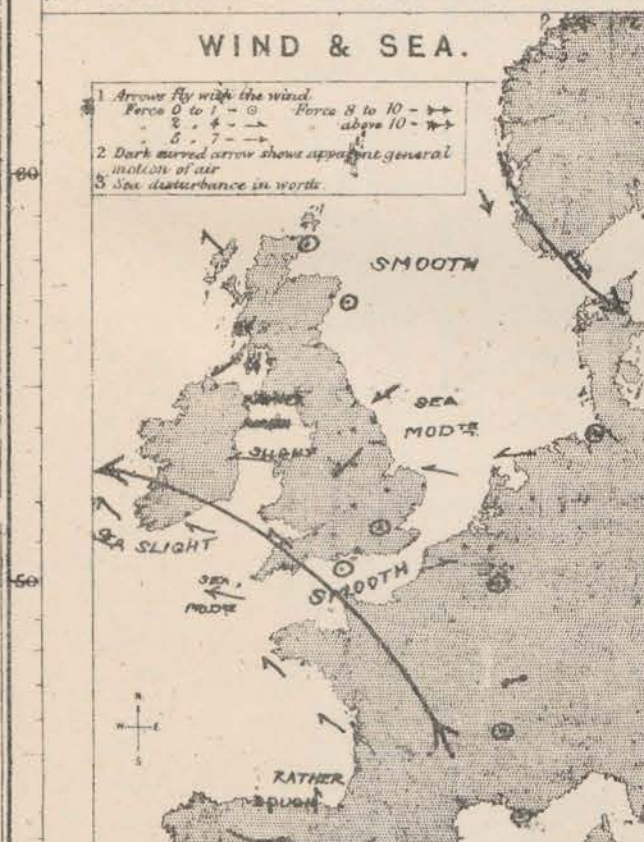 WIND & SEA.
1 Arrows fly with the wind
Force 0 to 1 - ⊙ Force 8 to 10 -
" 2 " 4 - above 10 -
" 5 " 7 -
2 Dark curved arrow shows apparent general
motion of air
3 Sea disturbance in words.
60
SMOOTH
SEA
MODTE
RATHER
SLIGHT
SEA SLIGHT
50
SEA
MODTE
SMOOTH
N
W E
S
RATHER
ROUGH